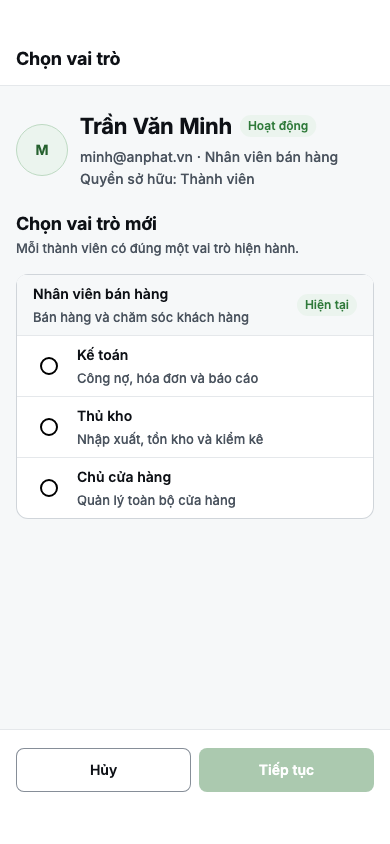 Chọn vai trò
Trần Văn Minh
Hoạt động
M
minh@anphat.vn · Nhân viên bán hàng
Quyền sở hữu: Thành viên
Chọn vai trò mới
Mỗi thành viên có đúng một vai trò hiện hành.
Nhân viên bán hàng
Bán hàng và chăm sóc khách hàng
Hiện tại
Kế toán
Công nợ, hóa đơn và báo cáo
Thủ kho
Nhập xuất, tồn kho và kiểm kê
Chủ cửa hàng
Quản lý toàn bộ cửa hàng
Hủy
Tiếp tục